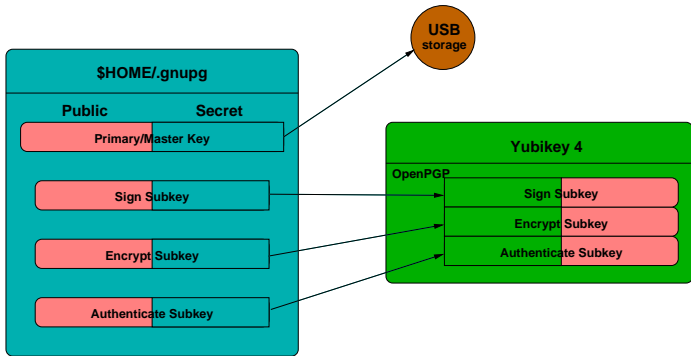 USB
storage
$HOME/.gnupg
Public Secret
Primary/Master Key
Sign Subkey
Encrypt Subkey
Authenticate Subkey
Yubikey 4
OpenPGP
Sign Subkey
Encrypt Subkey
Authenticate Subkey